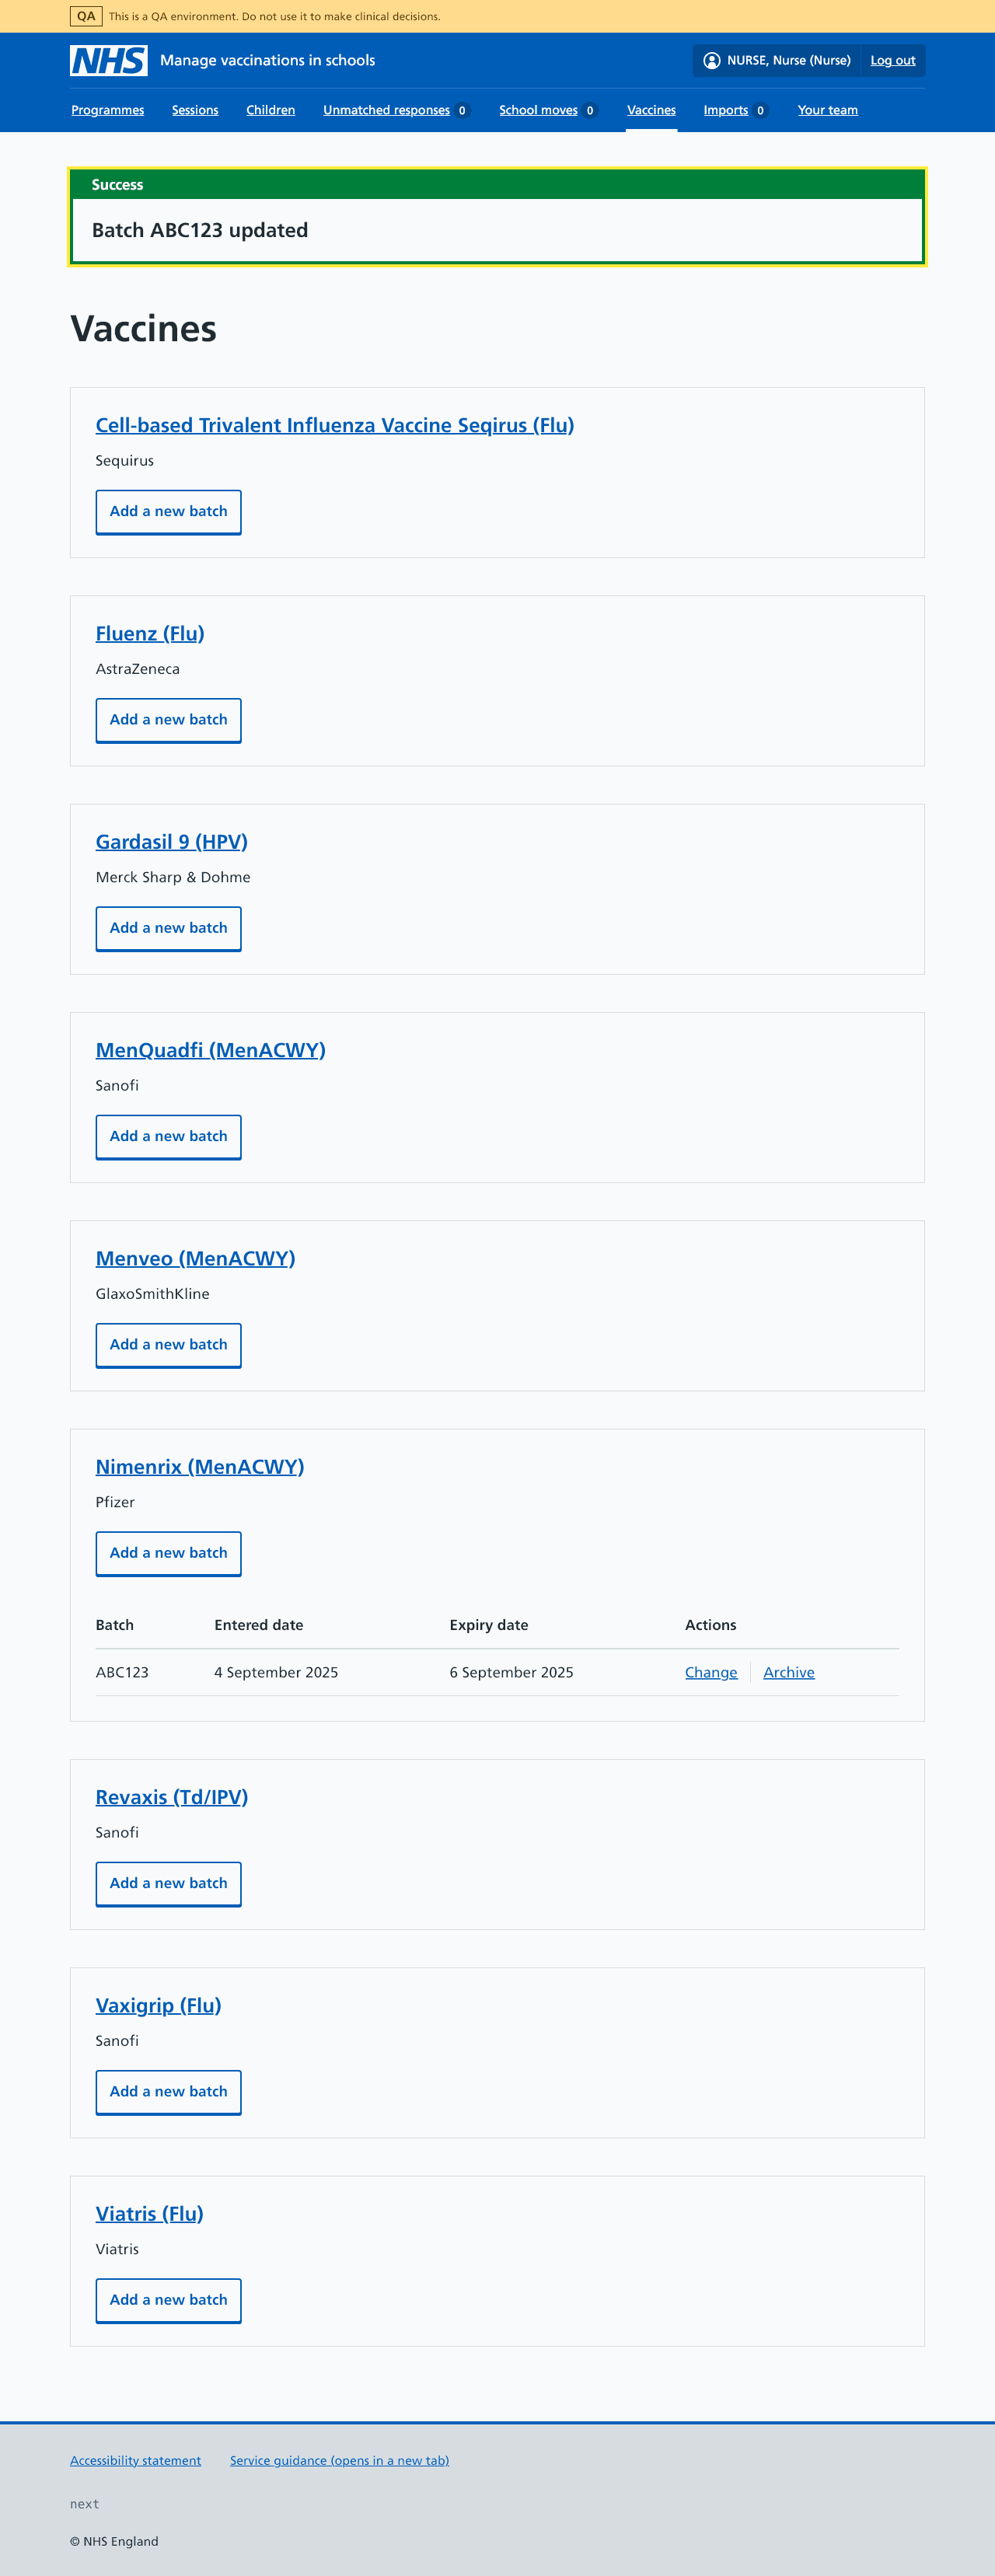 QA This is a QA environment. Do not use it to make clinical decisions.
NHS Manage vaccinations in schools NURSE, Nurse (Nurse) Log out
Programmes Sessions Children Unmatched responses 0 School moves 0 Vaccines Imports 0 Your team
Success
Batch ABC123 updated
Vaccines
Cell-based Trivalent Influenza Vaccine Seqirus (Flu)
Sequirus
Add a new batch
Fluenz (Flu)
AstraZeneca
Add a new batch
Gardasil 9 (HPV)
Merck Sharp & Dohme
Add a new batch
MenQuadfi (MenACWY)
Sanofi
Add a new batch
Menveo (MenACWY)
GlaxoSmithKline
Add a new batch
Nimenrix (MenACWY)
Pfizer
Add a new batch
Batch Entered date Expiry date Actions
ABC123 4 September 2025 6 September 2025 Change Archive
Revaxis (Td/IPV)
Sanofi
Add a new batch
Vaxigrip (Flu)
Sanofi
Add a new batch
Viatris (Flu)
Viatris
Add a new batch
Accessibility statement Service guidance (opens in a new tab)
next
© NHS England